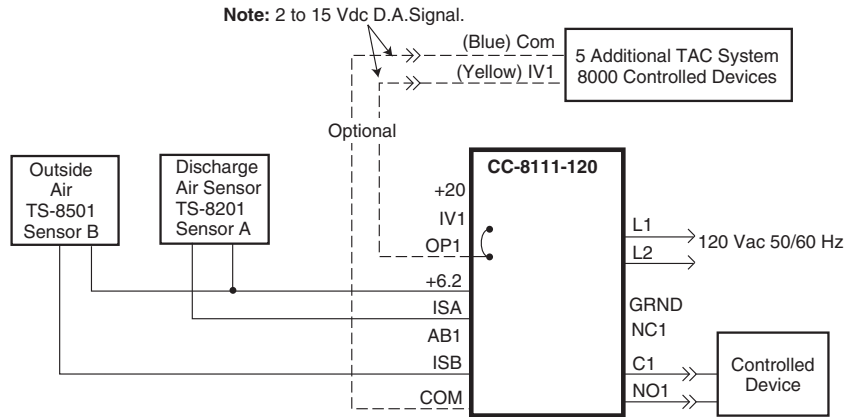 Note: 2 to 15 Vdc D.A.Signal.
(Blue) Com
(Yellow) IV1
5 Additional TAC System
8000 Controlled Devices
Optional
Outside
Air
TS-8501
Sensor B
Discharge
Air Sensor
TS-8201
Sensor A
CC-8111-120
+20
IV1
OP1
+6.2
ISA
AB1
ISB
COM
L1
L2
120 Vac 50/60 Hz
GRND
NC1
C1
NO1
Controlled
Device